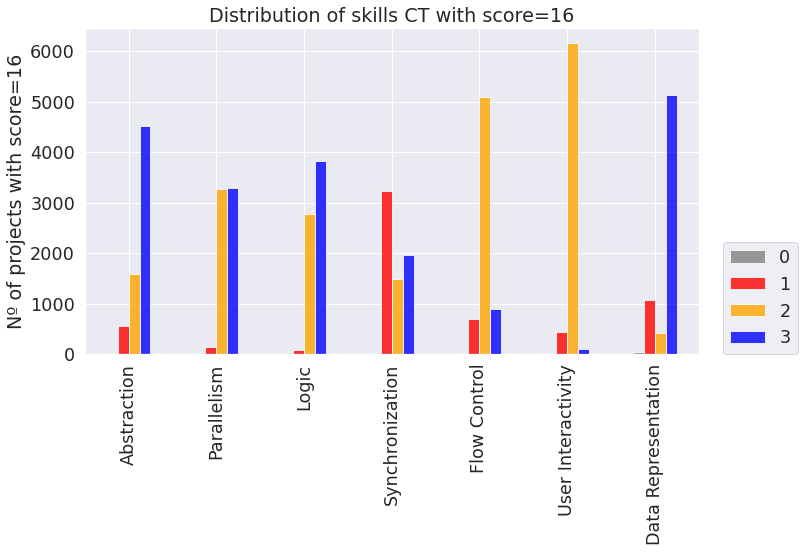 Distribution of skills CT with score=16
Nº of projects with score=16
6000
5000
4000
3000
2000
1000
0
Abstraction
Parallelism
Logic
Synchronization
Flow Control
User Interactivity
Data Representation
0
1
2
3